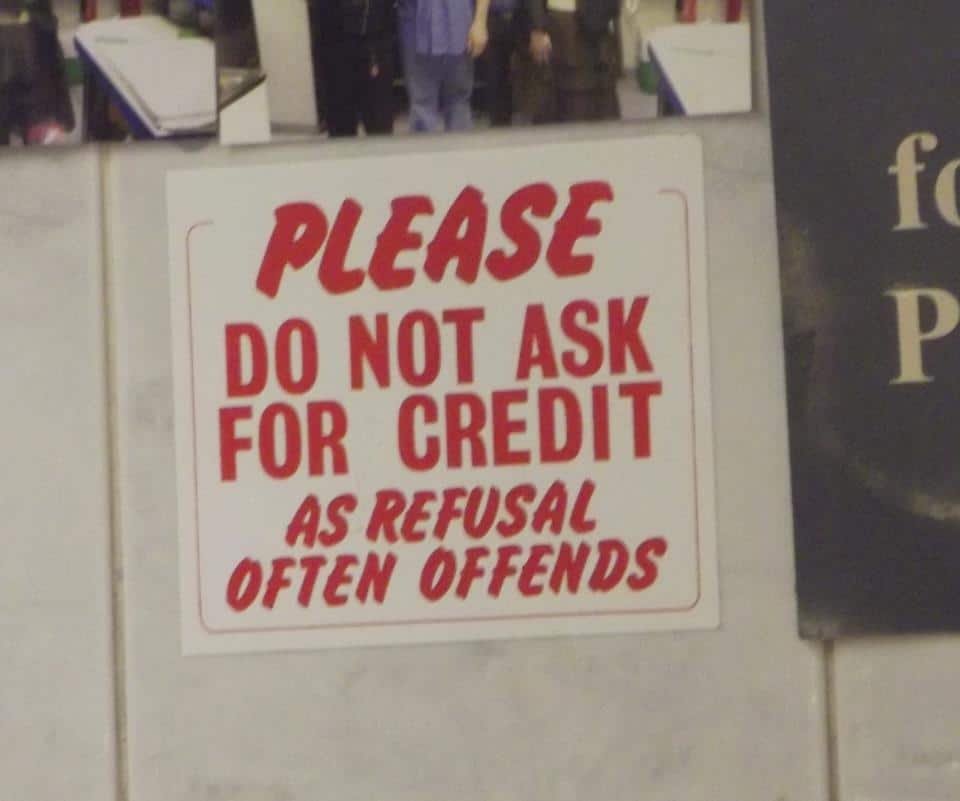 PLEASE
DO NOT ASK
FOR CREDIT
AS REFUSAL
OFTEN OFFENDS